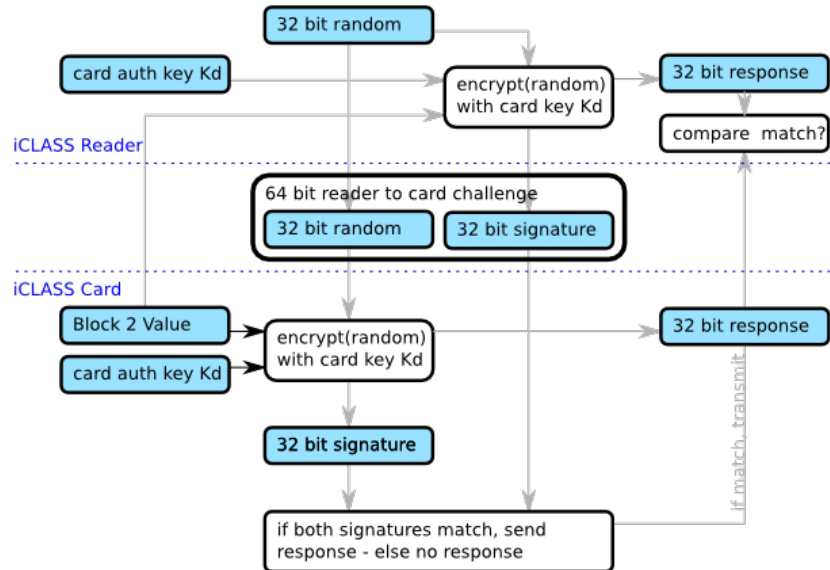 32 bit random
card auth key Kd
encrypt(random)
with card key Kd
32 bit response
compare match?
iCLASS Reader
64 bit reader to card challenge
32 bit random
32 bit signature
iCLASS Card
Block 2 Value
card auth key Kd
encrypt(random)
with card key Kd
32 bit response
if match, transmit
32 bit signature
if both signatures match, send
response - else no response